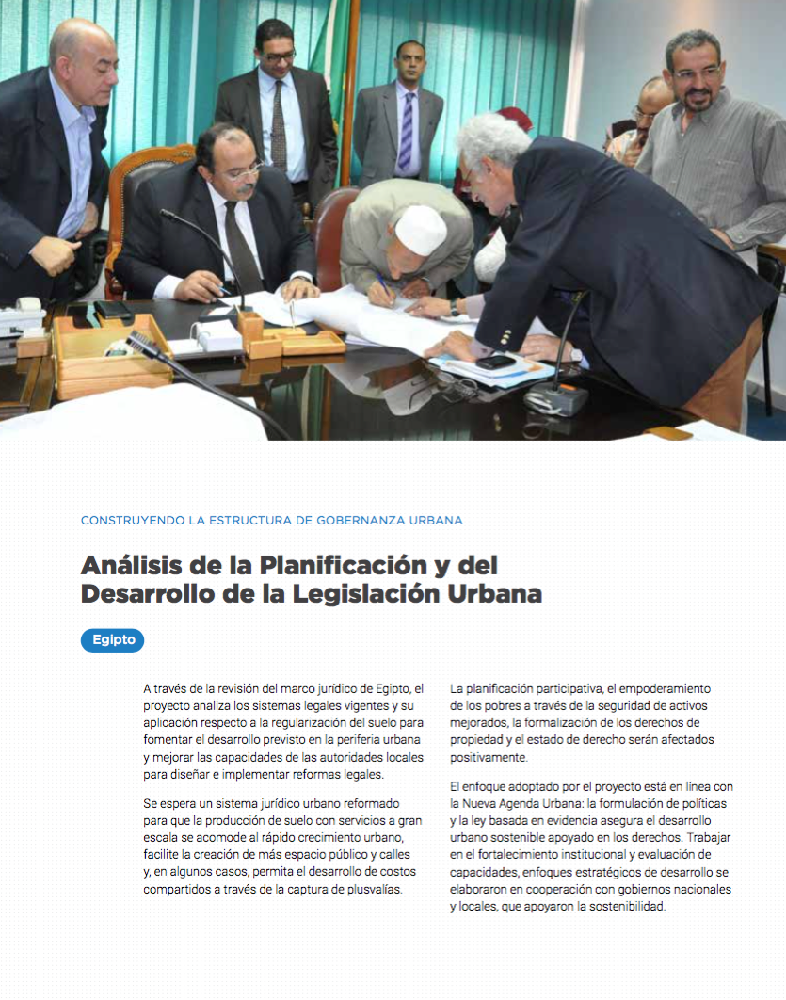 CONSTRUYENDO LA ESTRUCTURA DE GOBERNANZA URBANA
Análisis de la Planificación y del
Desarrollo de la Legislación Urbana
Egipto
A través de la revisión del marco jurídico de Egipto, el
proyecto analiza los sistemas legales vigentes y su
aplicación respecto a la regularización del suelo para
fomentar el desarrollo previsto en la periferia urbana
y mejorar las capacidades de las autoridades locales
para diseñar e implementar reformas legales.
Se espera un sistema jurídico urbano reformado
para que la producción de suelo con servicios a gran
escala se acomode al rápido crecimiento urbano,
facilite la creación de más espacio público y calles
y, en algunos casos, permita el desarrollo de costos
compartidos a través de la captura de plusvalías.
La planificación participativa, el empoderamiento
de los pobres a través de la seguridad de activos
mejorados, la formalización de los derechos de
propiedad y el estado de derecho serán afectados
positivamente.
El enfoque adoptado por el proyecto está en línea con
la Nueva Agenda Urbana: la formulación de políticas
y la ley basada en evidencia asegura el desarrollo
urbano sostenible apoyado en los derechos. Trabajar
en el fortalecimiento institucional y evaluación de
capacidades, enfoques estratégicos de desarrollo se
elaboraron en cooperación con gobiernos nacionales
y locales, que apoyaron la sostenibilidad.